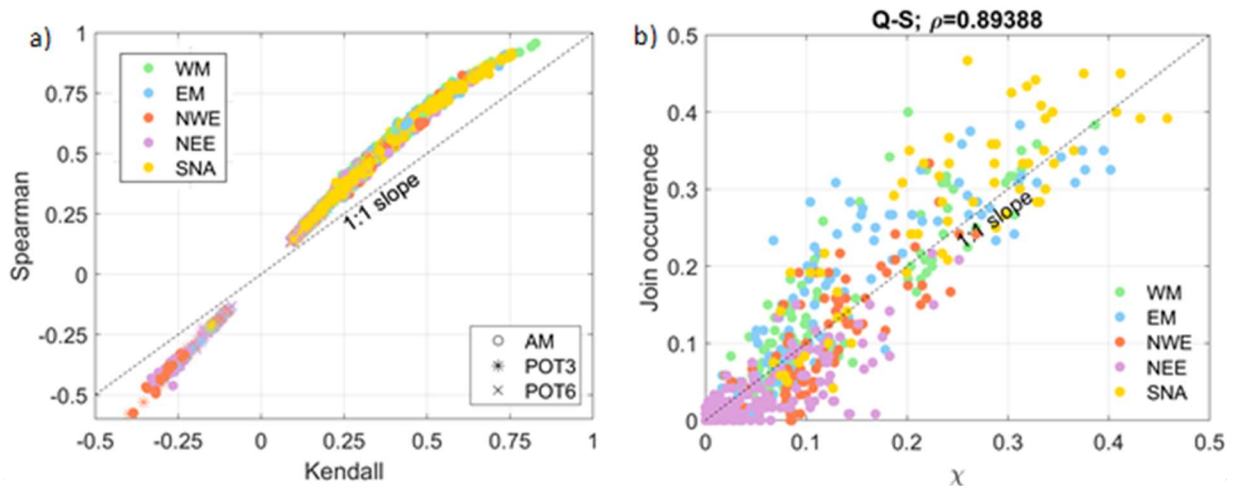 a)
1
0.75
0.5
0.25
0
-0.25
-0.5
Spearman
-0.5 -0.25 0 0.25 0.5 0.75 1
Kendall
WM
EM
NWE
NEE
SNA
1:1 slope
AM
POT3
POT6
b)
Q-S; ρ=0.89388
0.5
0.4
0.3
0.2
0.1
0
Join occurrence
0 0.1 0.2 0.3 0.4 0.5
χ
1:1 slope
WM
EM
NWE
NEE
SNA